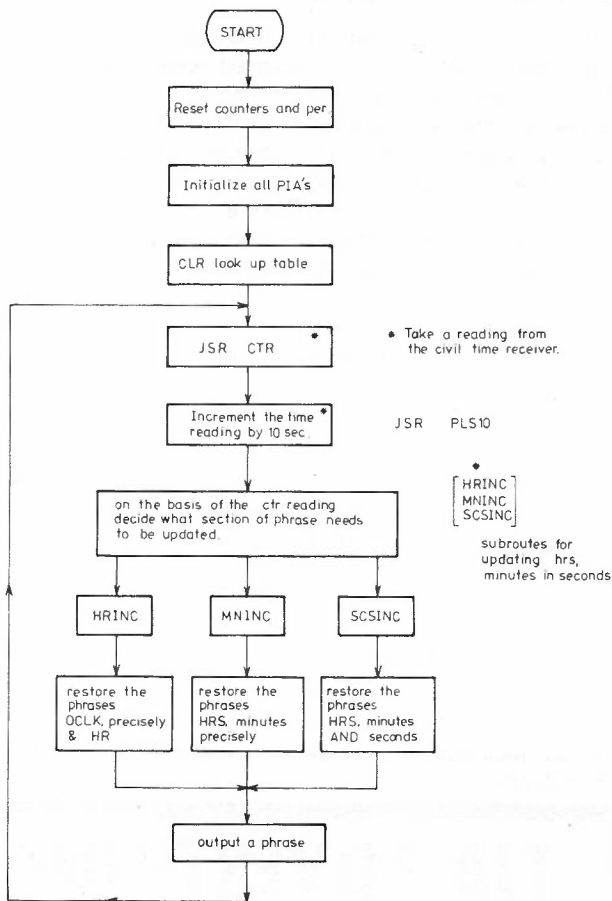 START
Reset counters and per.
Initialize all PIA's
CLR look up table
JSR CTR *
* Take a reading from
the civil time receiver.
Increment the time *
reading by 10 sec.
JSR PLS10
*
HRINC
MNINC
SCSINC
subroutes for
updating hrs,
minutes in seconds
on the basis of the ctr reading
decide what section of phrase needs
to be updated.
HRINC
MNINC
SCSINC
restore the
phrases
OCLK, precisely
& HR
restore the
phrases
HRS, minutes
precisely
restore the
phrases
HRS, minutes
AND seconds
output a phrase